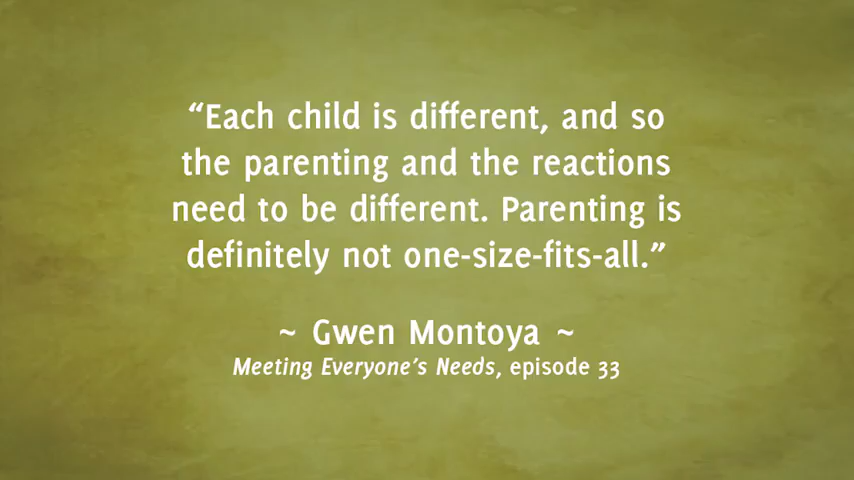 “Each child is different, and so
the parenting and the reactions
need to be different. Parenting is
definitely not one-size-fits-all.”
~ Gwen Montoya ~
Meeting Everyone’s Needs, episode 33